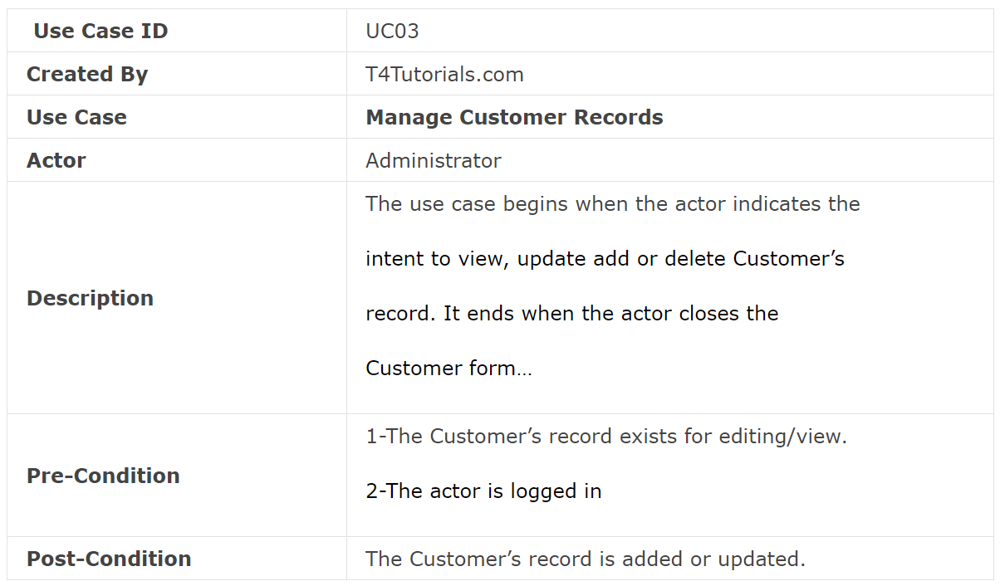 Use Case ID
UC03
Created By
T4Tutorials.com
Use Case
Manage Customer Records
Actor
Administrator
Description
The use case begins when the actor indicates the
intent to view, update add or delete Customer’s
record. It ends when the actor closes the
Customer form…
Pre-Condition
1-The Customer’s record exists for editing/view.
2-The actor is logged in
Post-Condition
The Customer’s record is added or updated.